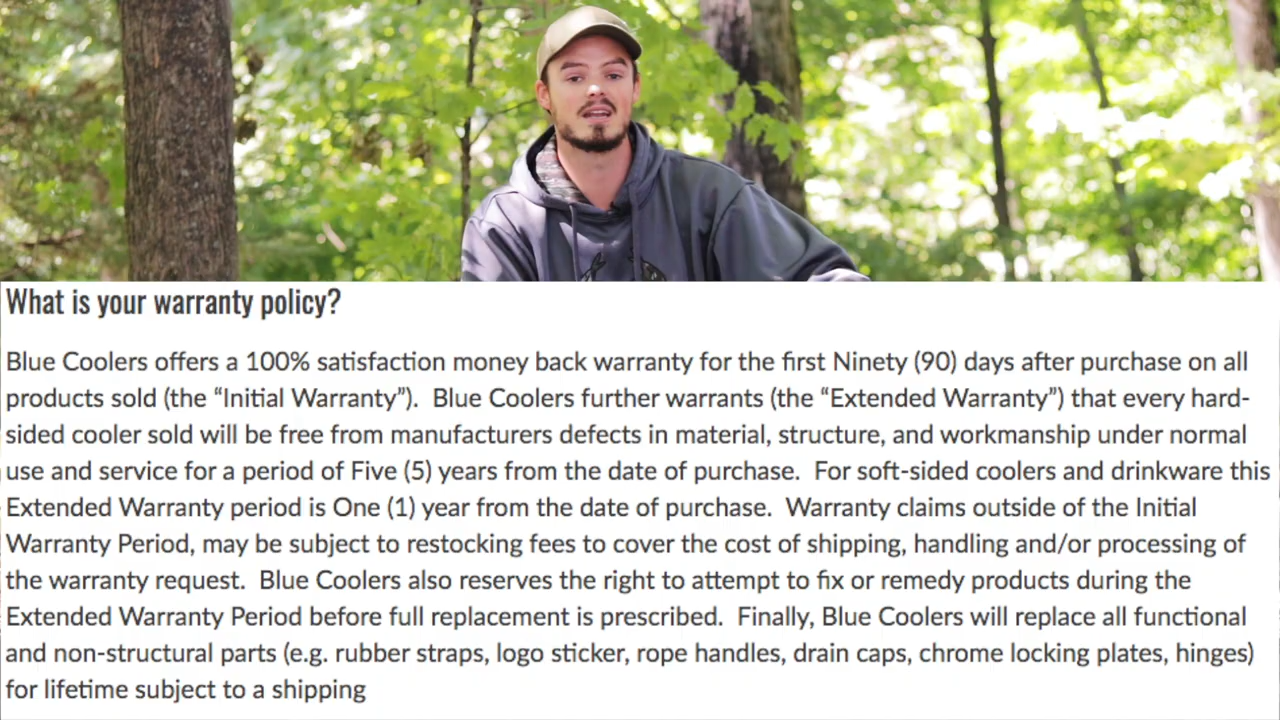 What is your warranty policy?
Blue Coolers offers a 100% satisfaction money back warranty for the first Ninety (90) days after purchase on all
products sold (the “Initial Warranty”).  Blue Coolers further warrants (the “Extended Warranty”) that every hard-
sided cooler sold will be free from manufacturers defects in material, structure, and workmanship under normal
use and service for a period of Five (5) years from the date of purchase.  For soft-sided coolers and drinkware this
Extended Warranty period is One (1) year from the date of purchase.  Warranty claims outside of the Initial
Warranty Period, may be subject to restocking fees to cover the cost of shipping, handling and/or processing of
the warranty request.  Blue Coolers also reserves the right to attempt to fix or remedy products during the
Extended Warranty Period before full replacement is prescribed.  Finally, Blue Coolers will replace all functional
and non-structural parts (e.g. rubber straps, logo sticker, rope handles, drain caps, chrome locking plates, hinges)
for lifetime subject to a shipping